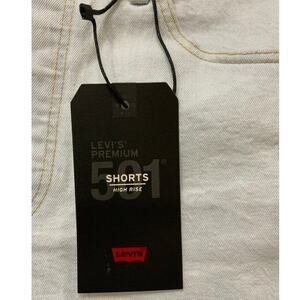 LEVI'S®
PREMIUM
501®
SHORTS
HIGH RISE
LEVI'S